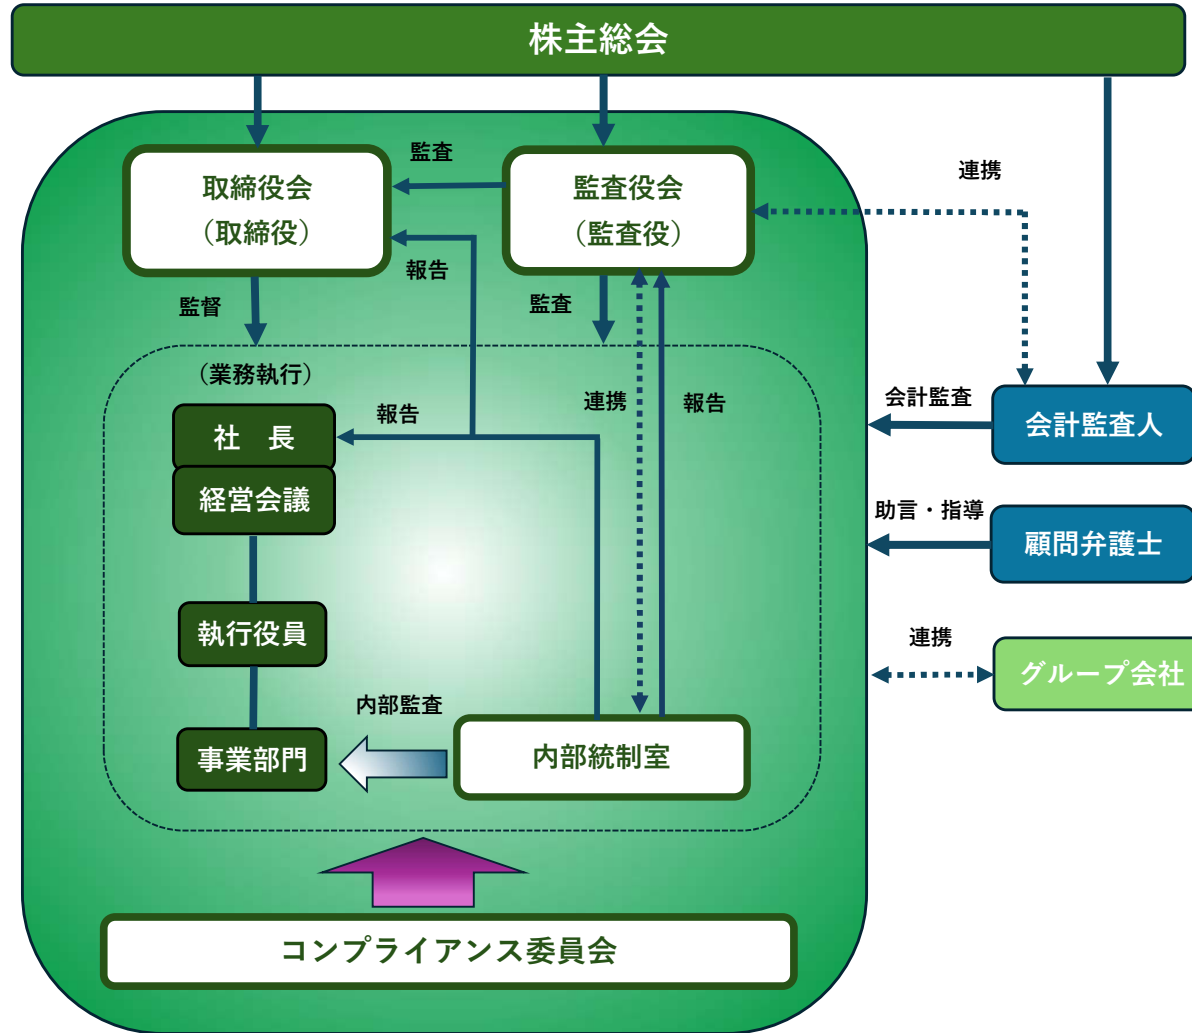 株主総会
監査
連携
取締役会
(取締役)
監査役会
(監査役)
報告
監督
監査
(業務執行)
報告
連携
報告
会計監査
社　長
会計監査人
経営会議
助言・指導
顧問弁護士
執行役員
連携
グループ会社
内部監査
事業部門
内部統制室
コンプライアンス委員会